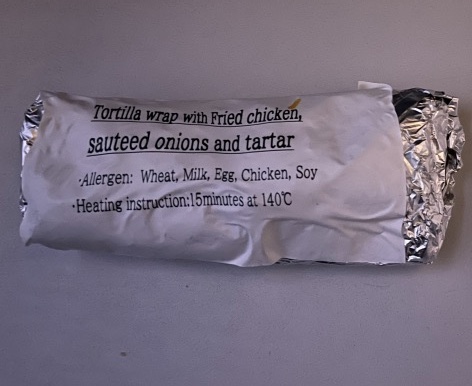 Tortilla wrap with Fried chicken,
sauteed onions and tartar
・Allergen: Wheat, Milk, Egg, Chicken, Soy
・Heating instruction:15minutes at 140℃